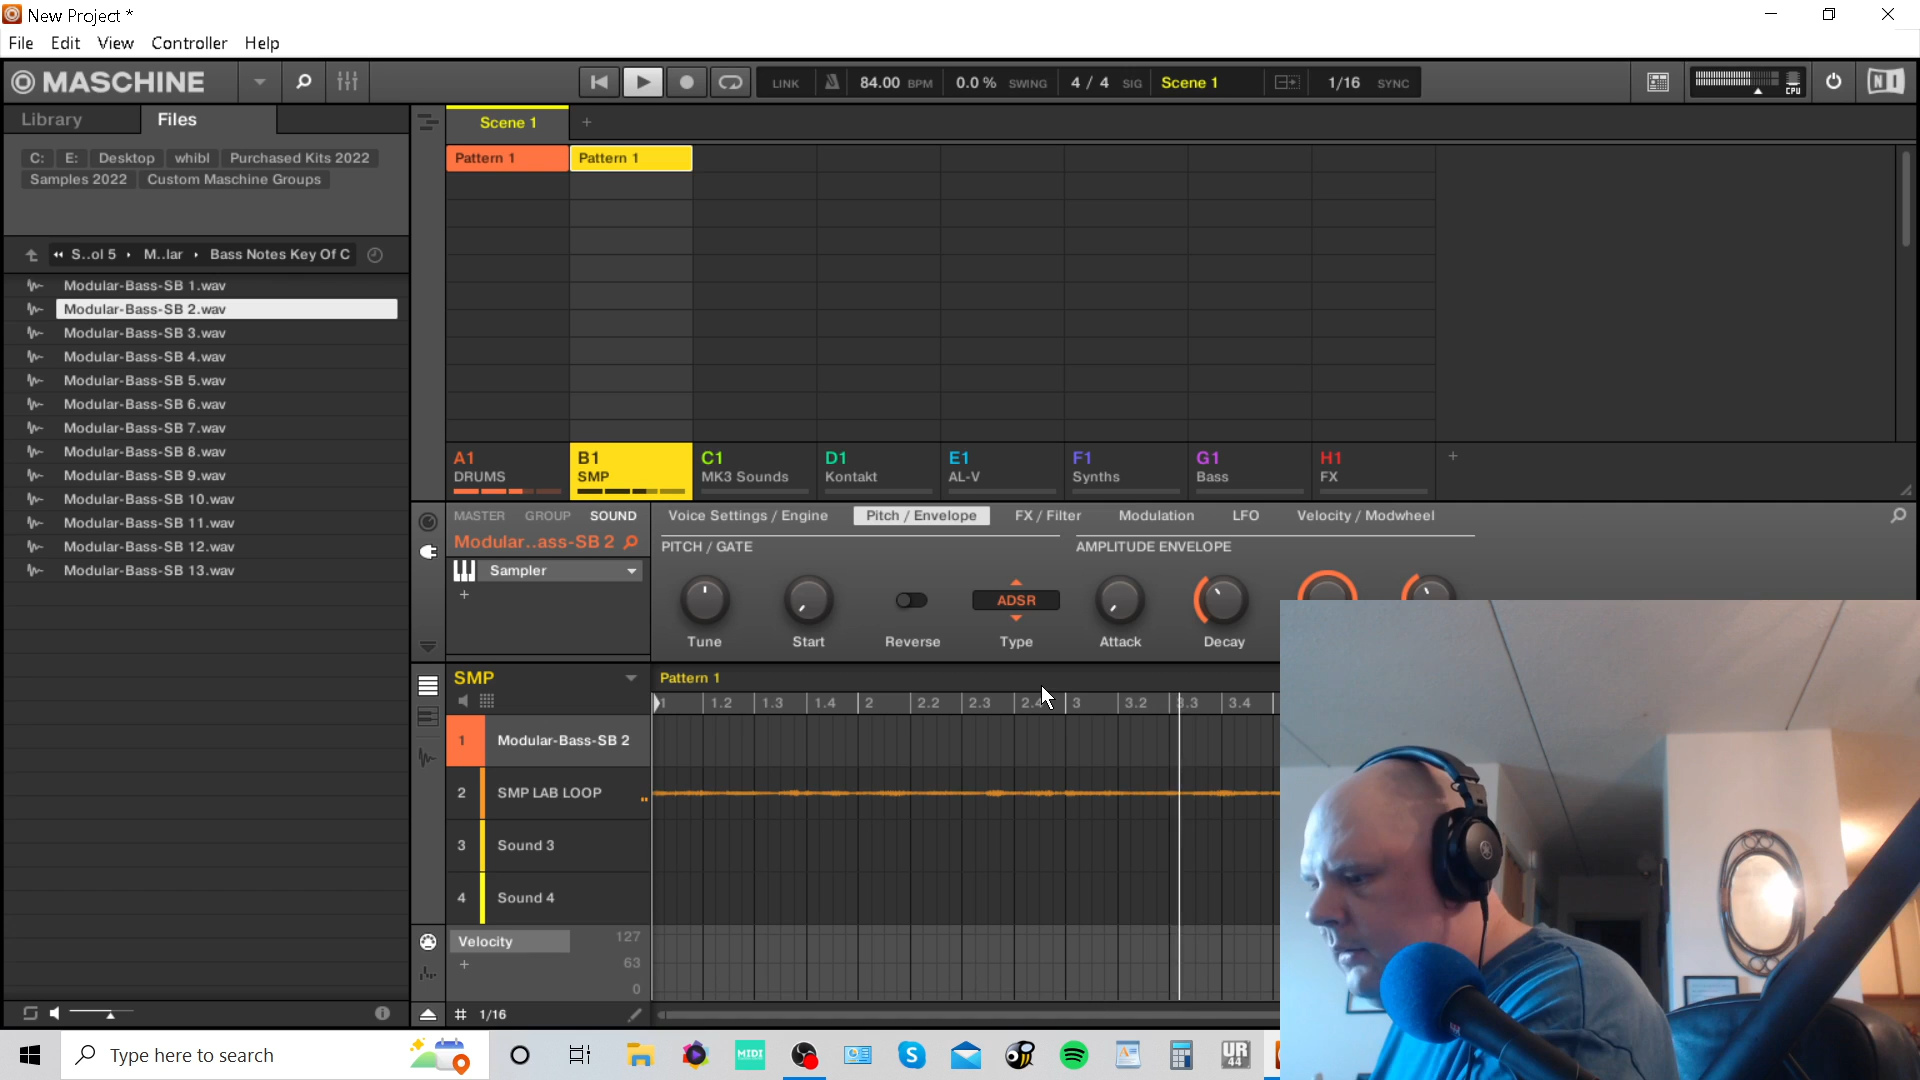 New Project *
File Edit View Controller Help
MASCHINE
LINK 84.00 BPM 0.0 % SWING 4 / 4 SIG Scene 1 1/16 SYNC
CPU
Library Files
C: E: Desktop whibl Purchased Kits 2022
Samples 2022 Custom Maschine Groups
S..ol 5 M..lar Bass Notes Key Of C
Modular-Bass-SB 1.wav
Modular-Bass-SB 2.wav
Modular-Bass-SB 3.wav
Modular-Bass-SB 4.wav
Modular-Bass-SB 5.wav
Modular-Bass-SB 6.wav
Modular-Bass-SB 7.wav
Modular-Bass-SB 8.wav
Modular-Bass-SB 9.wav
Modular-Bass-SB 10.wav
Modular-Bass-SB 11.wav
Modular-Bass-SB 12.wav
Modular-Bass-SB 13.wav
Scene 1 +
Pattern 1 Pattern 1
A1 B1 C1 D1 E1 F1 G1 H1 +
DRUMS SMP MK3 Sounds Kontakt AL-V Synths Bass FX
MASTER GROUP SOUND
Modular..ass-SB 2
Sampler
+
Voice Settings / Engine Pitch / Envelope FX / Filter Modulation LFO Velocity / Modwheel
PITCH / GATE AMPLITUDE ENVELOPE
ADSR
Tune Start Reverse Type Attack Decay
SMP Pattern 1
1 1.2 1.3 1.4 2 2.2 2.3 2.4 3 3.2 3.3 3.4
1 Modular-Bass-SB 2
2 SMP LAB LOOP
3 Sound 3
4 Sound 4
Velocity 127
+ 63
0
# 1/16
Type here to search
MIDI
UR
44